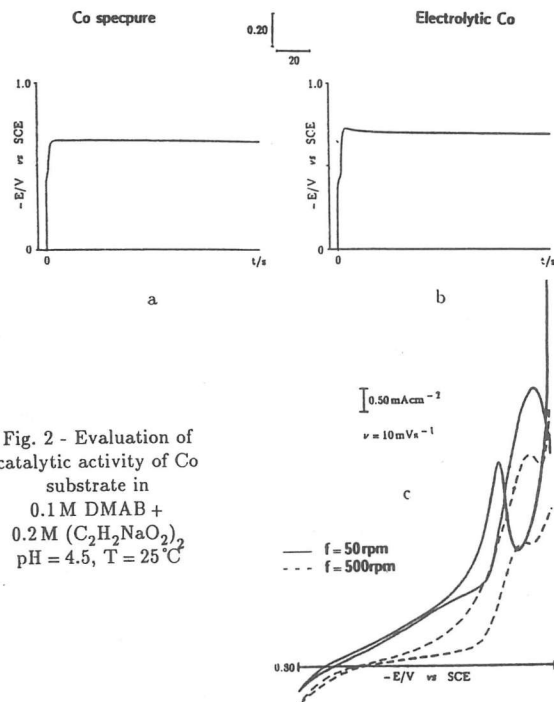 Co specpure
0.20
20
Electrolytic Co
1.0
- E/V vs SCE
0
0
t/s
a
1.0
- E/V vs SCE
0
0
t/s
b
0.50 mAcm⁻²
ν = 10 mVs⁻¹
Fig. 2 - Evaluation of
catalytic activity of Co
substrate in
0.1 M DMAB +
0.2 M (C₂H₂NaO₂)₂
pH = 4.5, T = 25°C
c
f = 50rpm
f = 500rpm
0.80
- E/V vs SCE